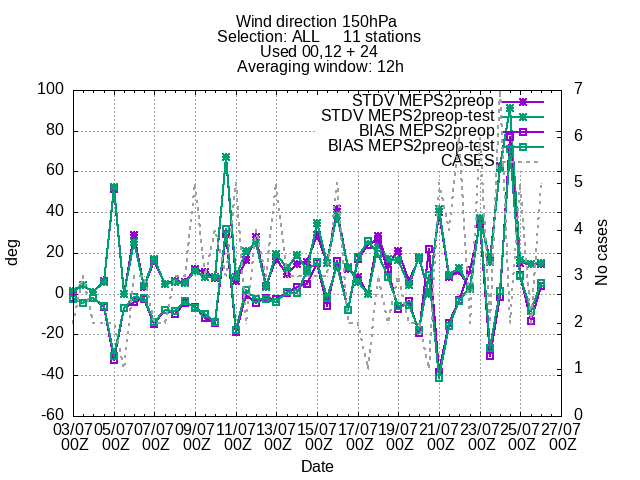 Wind direction 150hPa
Selection: ALL 11 stations
Used 00,12 + 24
Averaging window: 12h
STDV MEPS2preop
STDV MEPS2preop-test
BIAS MEPS2preop
BIAS MEPS2preop-test
CASES
100
80
60
40
20
0
-20
-40
-60
deg
7
6
5
4
3
2
1
0
No cases
03/07 05/07 07/07 09/07 11/07 13/07 15/07 17/07 19/07 21/07 23/07 25/07 27/07
00Z 00Z 00Z 00Z 00Z 00Z 00Z 00Z 00Z 00Z 00Z 00Z 00Z
Date